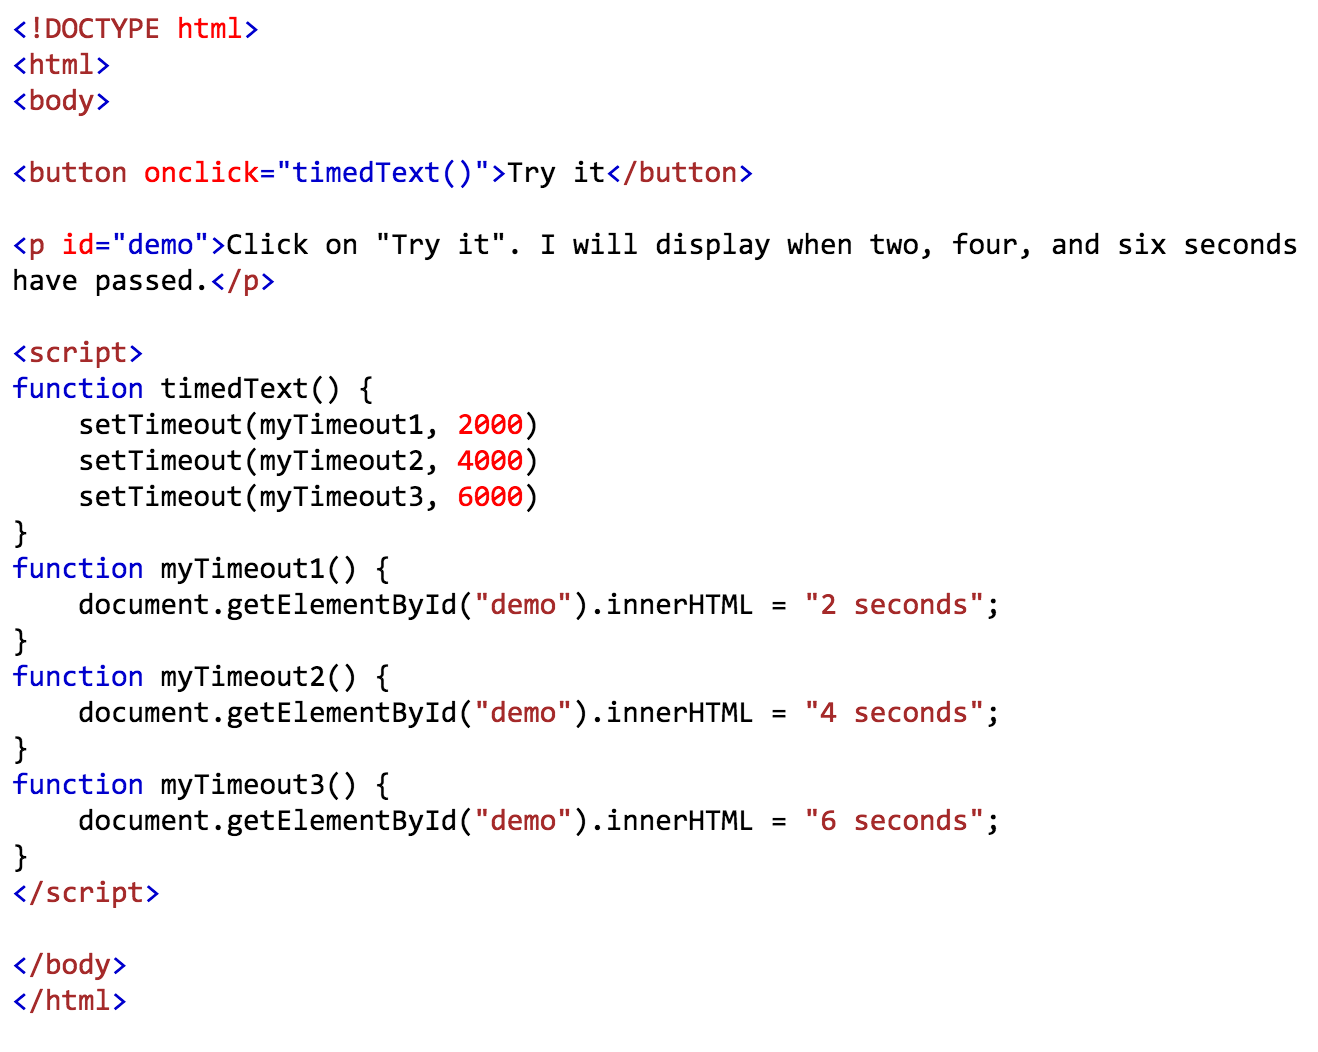 <!DOCTYPE html>
<html>
<body>

<button onclick="timedText()">Try it</button>

<p id="demo">Click on "Try it". I will display when two, four, and six seconds
have passed.</p>

<script>
function timedText() {
    setTimeout(myTimeout1, 2000)
    setTimeout(myTimeout2, 4000)
    setTimeout(myTimeout3, 6000)
}
function myTimeout1() {
    document.getElementById("demo").innerHTML = "2 seconds";
}
function myTimeout2() {
    document.getElementById("demo").innerHTML = "4 seconds";
}
function myTimeout3() {
    document.getElementById("demo").innerHTML = "6 seconds";
}
</script>

</body>
</html>